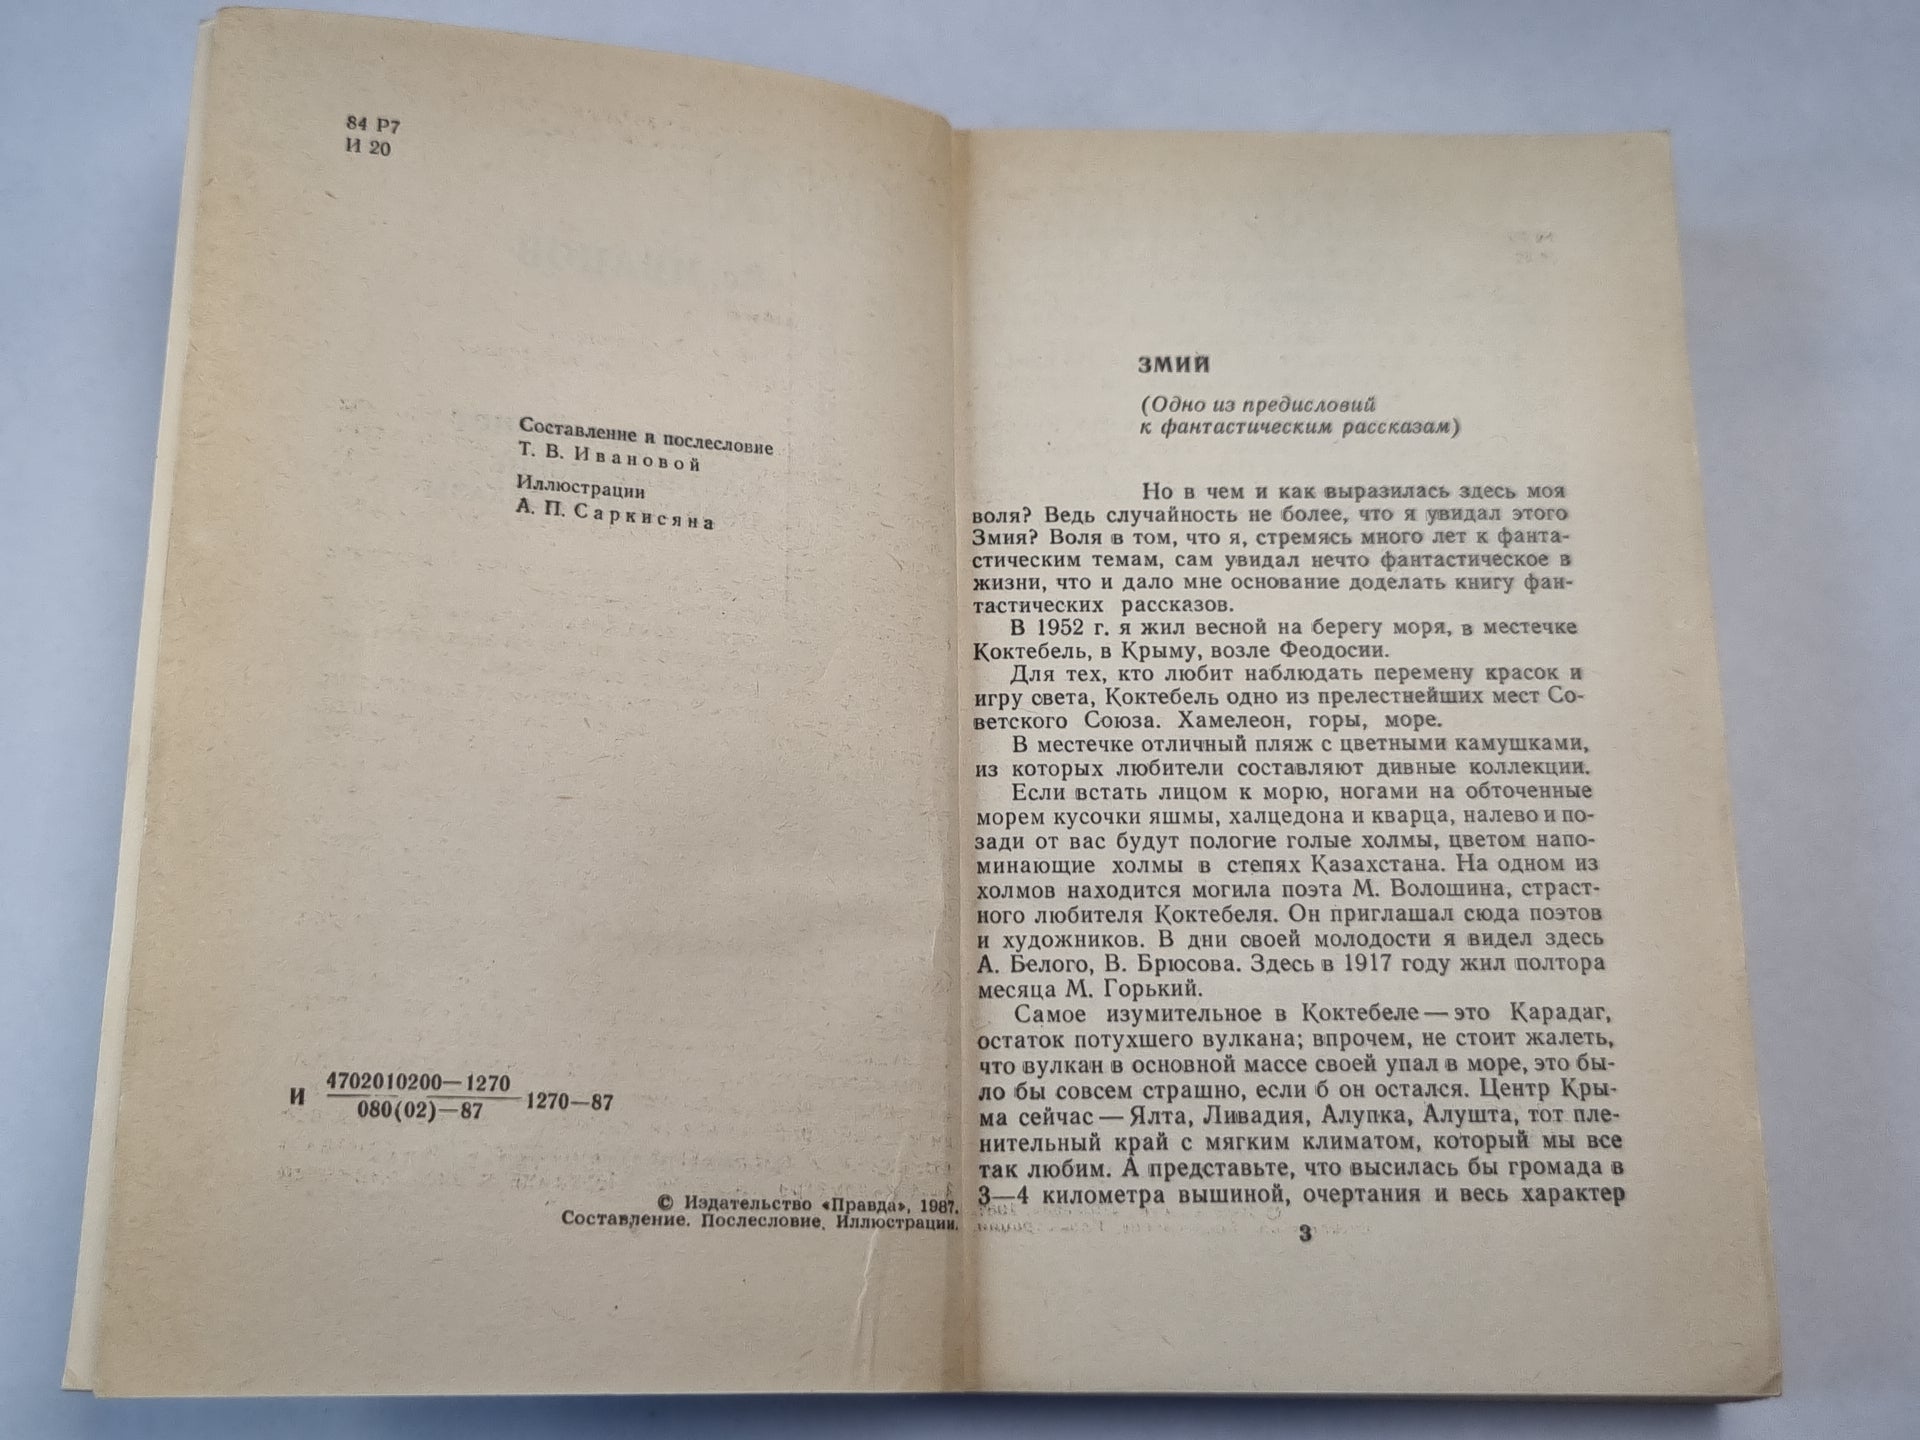 84 Р7
И 20
Составление и послесловие
Т. В. Ивановой
Иллюстрации
А. П. Саркисяна
И 4702010200—1270
080(02)—87 1270—87
© Издательство «Правда», 1987.
Составление. Послесловие. Иллюстрации.
ЗМИЙ
(Одно из предисловий
к фантастическим рассказам)
Но в чем и как выразилась здесь моя
воля? Ведь случайность не более, что я увидал этого
Змия? Воля в том, что я, стремясь много лет к фанта-
стическим темам, сам увидал нечто фантастическое в
жизни, что и дало мне основание доделать книгу фан-
тастических рассказов.
В 1952 г. я жил весной на берегу моря, в местечке
Коктебель, в Крыму, возле Феодосии.
Для тех, кто любит наблюдать перемену красок и
игру света, Коктебель одно из прелестнейших мест Со-
ветского Союза. Хамелеон, горы, море.
В местечке отличный пляж с цветными камушками,
из которых любители составляют дивные коллекции.
Если встать лицом к морю, ногами на обточенные
морем кусочки яшмы, халцедона и кварца, налево и по-
зади от вас будут пологие голые холмы, цветом напо-
минающие холмы в степях Казахстана. На одном из
холмов находится могила поэта М. Волошина, страст-
ного любителя Коктебеля. Он приглашал сюда поэтов
и художников. В дни своей молодости я видел здесь
А. Белого, В. Брюсова. Здесь в 1917 году жил полтора
месяца М. Горький.
Самое изумительное в Коктебеле — это Карадаг,
остаток потухшего вулкана; впрочем, не стоит жалеть,
что вулкан в основной массе своей упал в море, это бы-
ло бы совсем страшно, если б он остался. Центр Кры-
ма сейчас — Ялта, Ливадия, Алупка, Алушта, тот пле-
нительный край с мягким климатом, который мы все
так любим. А представьте, что высилась бы громада в
3—4 километра вышиной, очертания и весь характер
3